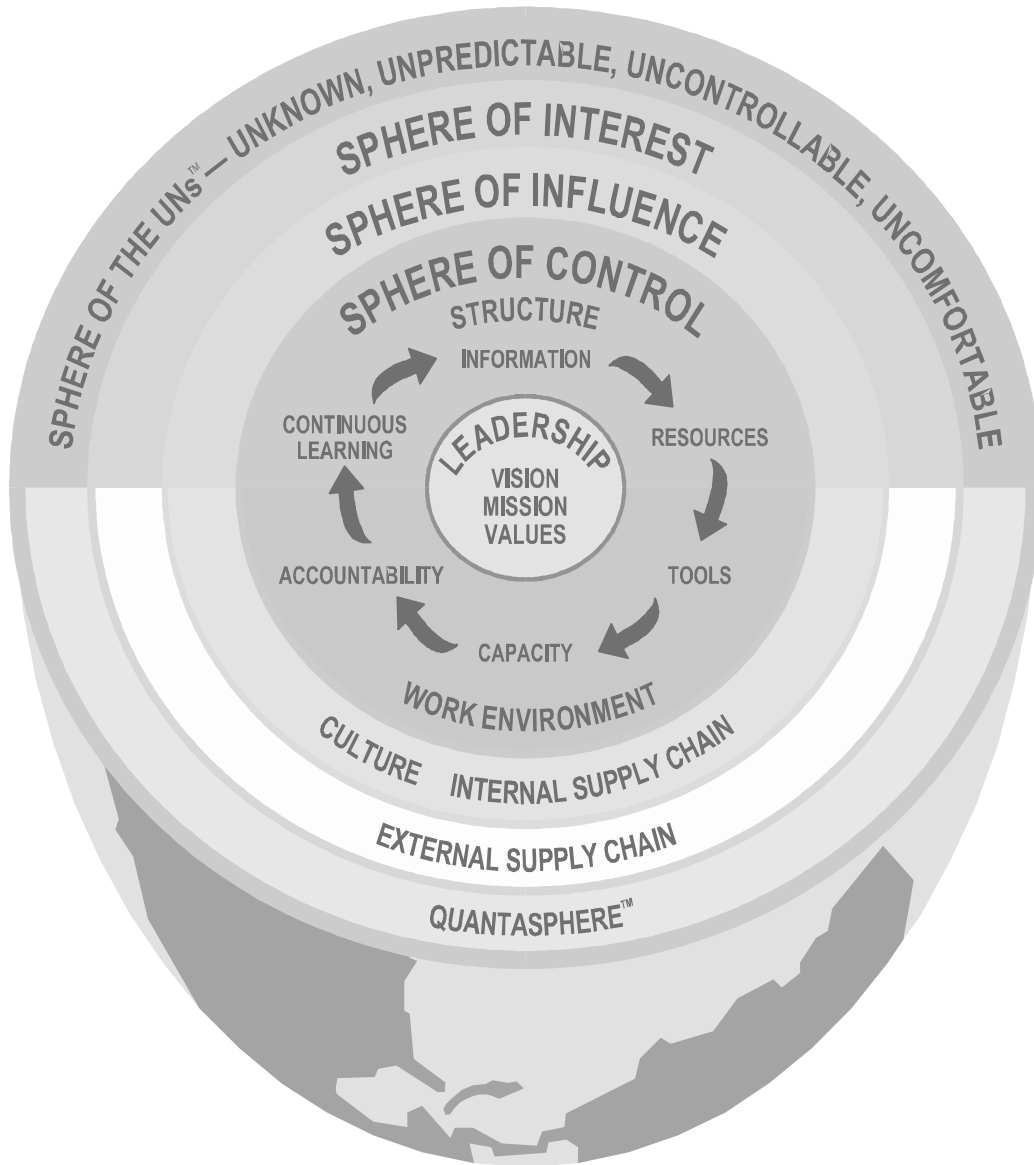 SPHERE OF THE UNs™ — UNKNOWN, UNPREDICTABLE, UNCONTROLLABLE, UNCOMFORTABLE
SPHERE OF INTEREST
SPHERE OF INFLUENCE
SPHERE OF CONTROL
STRUCTURE
INFORMATION
RESOURCES
TOOLS
CAPACITY
ACCOUNTABILITY
CONTINUOUS
LEARNING
LEADERSHIP
VISION
MISSION
VALUES
WORK ENVIRONMENT
CULTURE INTERNAL SUPPLY CHAIN
EXTERNAL SUPPLY CHAIN
QUANTASPHERE™